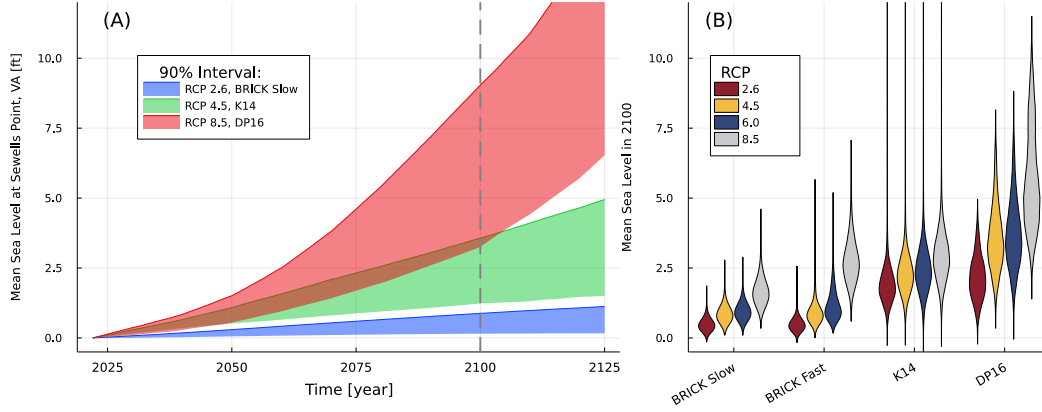 (A)
Mean Sea Level at Sewells Point, VA [ft]
10.0
7.5
5.0
2.5
0.0
90% Interval:
RCP 2.6, BRICK Slow
RCP 4.5, K14
RCP 8.5, DP16
2025
2050
2075
2100
2125
Time [year]
(B)
Mean Sea Level in 2100
10.0
7.5
5.0
2.5
0.0
RCP
2.6
4.5
6.0
8.5
BRICK Slow
BRICK Fast
K14
DP16